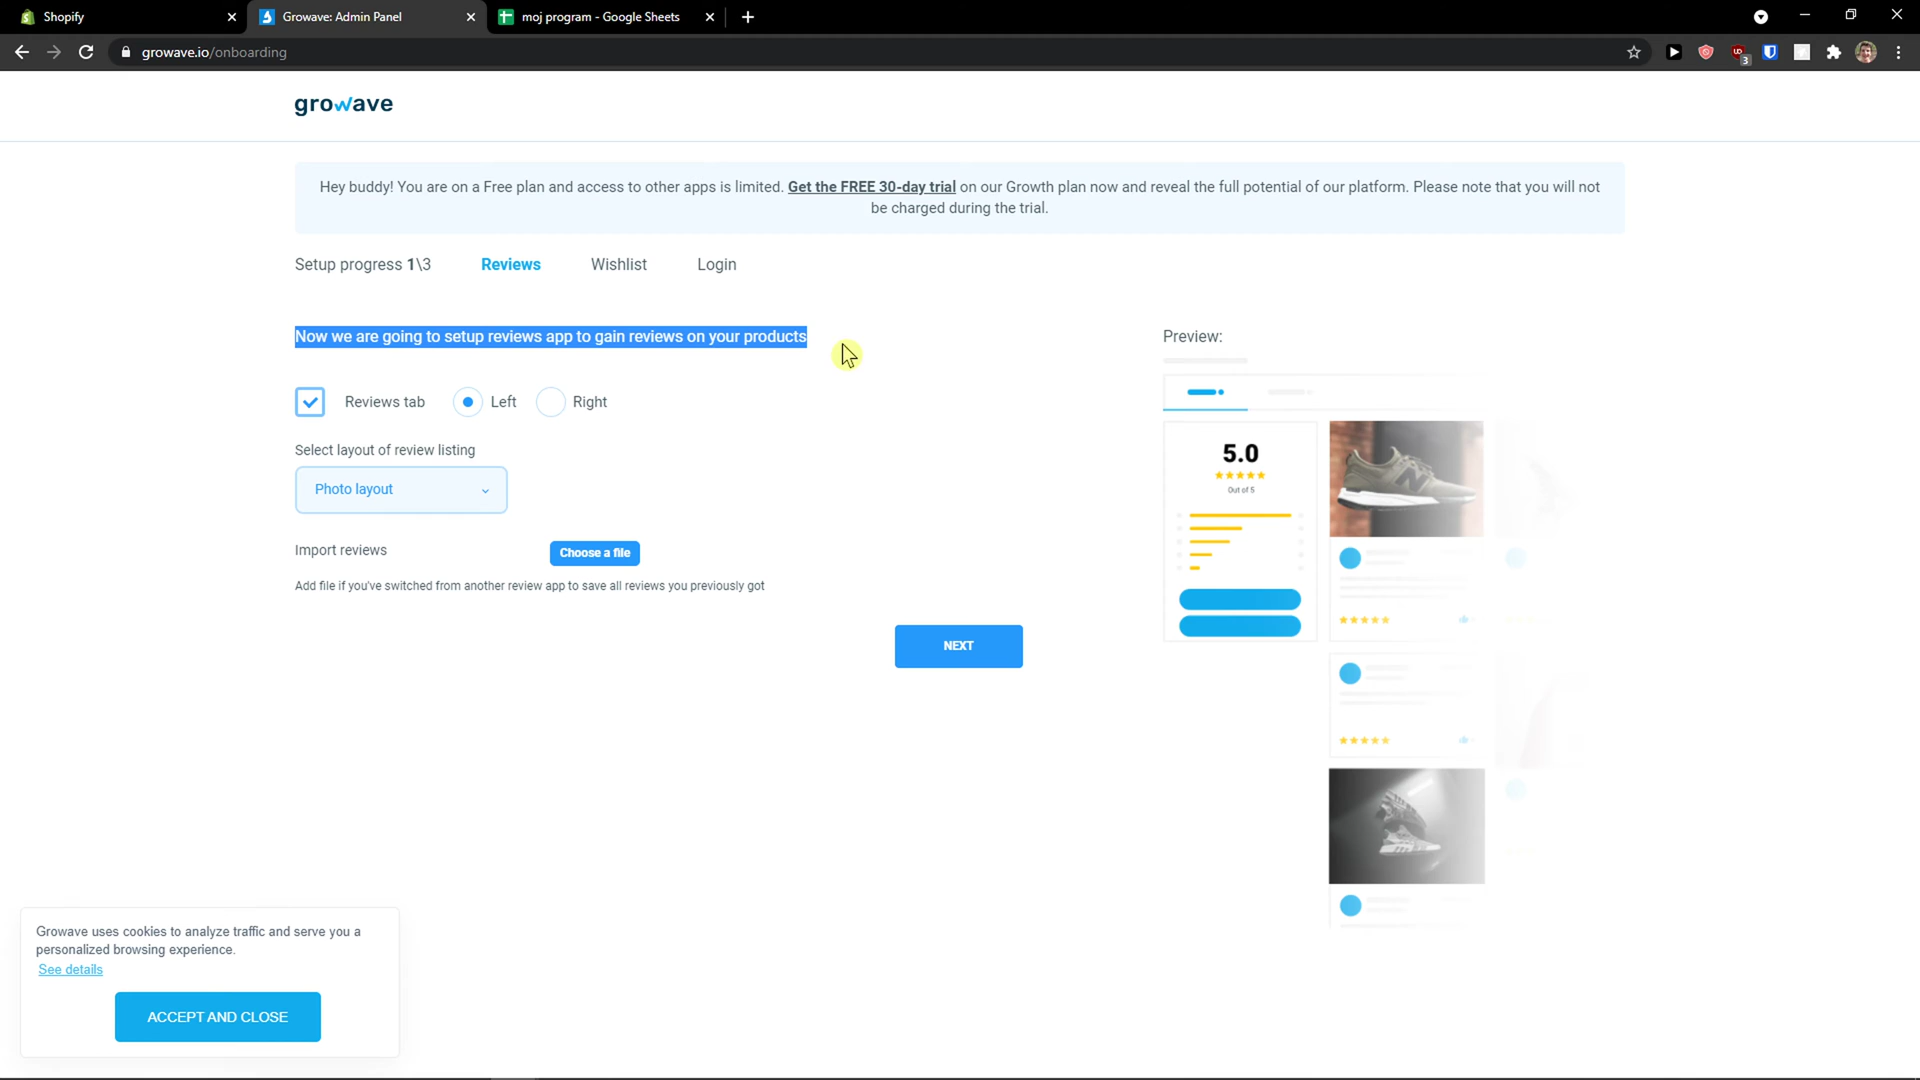 Shopify
Growave: Admin Panel
moj program - Google Sheets
growave.io/onboarding
3
growave
Hey buddy! You are on a Free plan and access to other apps is limited. Get the FREE 30-day trial on our Growth plan now and reveal the full potential of our platform. Please note that you will not
be charged during the trial.
Setup progress 1\3
Reviews
Wishlist
Login
Now we are going to setup reviews app to gain reviews on your products
Reviews tab
Left
Right
Select layout of review listing
Photo layout
Import reviews
Choose a file
Add file if you've switched from another review app to save all reviews you previously got
NEXT
Preview:
5.0
Out of 5
Growave uses cookies to analyze traffic and serve you a
personalized browsing experience.
See details
ACCEPT AND CLOSE